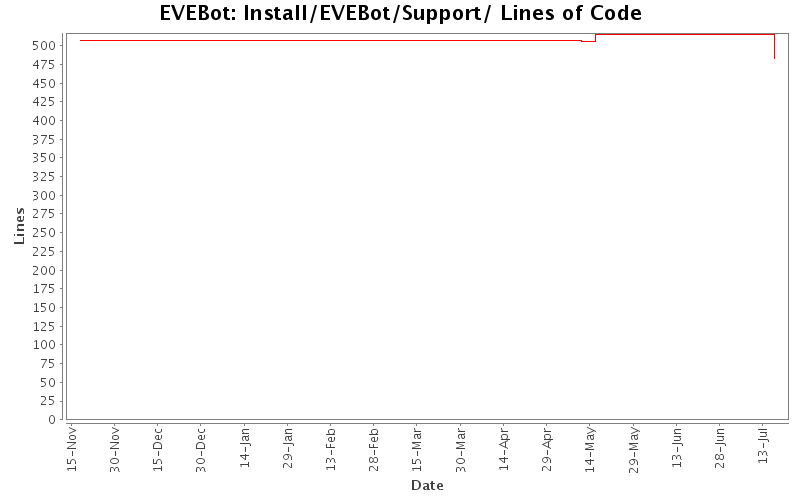 EVEBot: Install/EVEBot/Support/ Lines of Code
Lines
500
475
450
425
400
375
350
325
300
275
250
225
200
175
150
125
100
75
50
25
0
15-Nov
30-Nov
15-Dec
30-Dec
14-Jan
29-Jan
13-Feb
28-Feb
15-Mar
30-Mar
14-Apr
29-Apr
14-May
29-May
13-Jun
28-Jun
13-Jul
Date